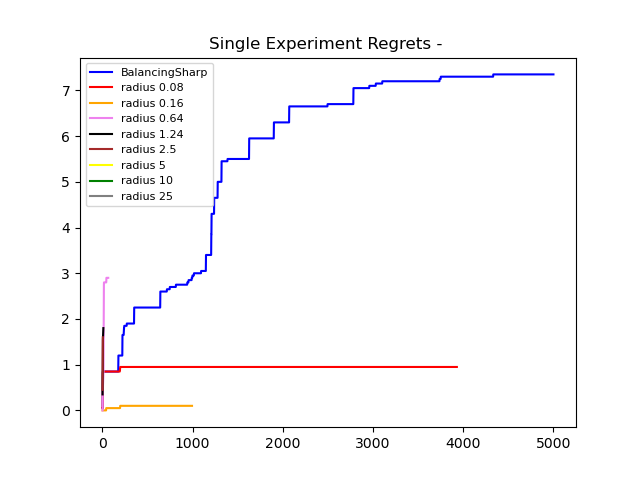 Single Experiment Regrets -
BalancingSharp
radius 0.08
radius 0.16
radius 0.64
radius 1.24
radius 2.5
radius 5
radius 10
radius 25
7
6
5
4
3
2
1
0
0 1000 2000 3000 4000 5000